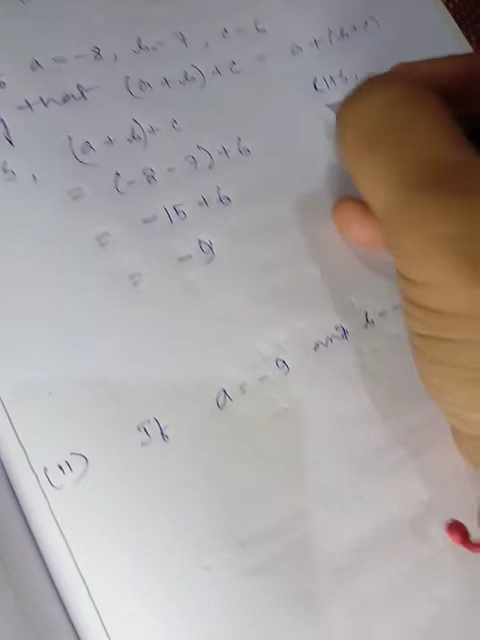 a = -8, b = -7, c = 6
that (a+b)+c = a+(b+c)
(a+b)+c
= (-8-7)+6
= -15+6
= -9
(11) If a = -9 and b = -